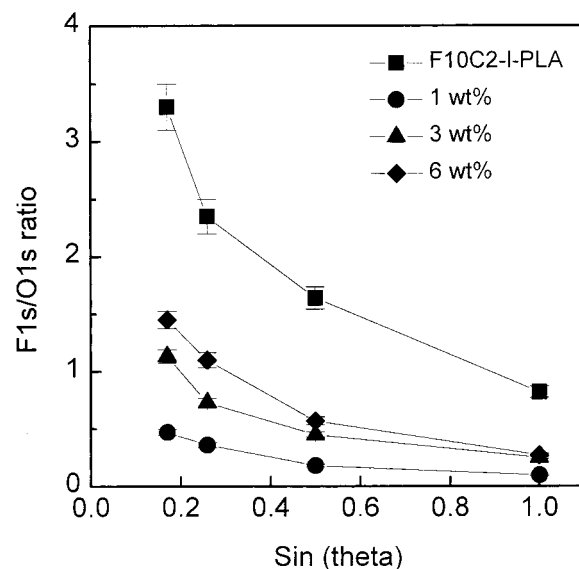 4
3
2
1
0
F1s/O1s ratio
F10C2-l-PLA
1 wt%
3 wt%
6 wt%
0.0 0.2 0.4 0.6 0.8 1.0
Sin (theta)